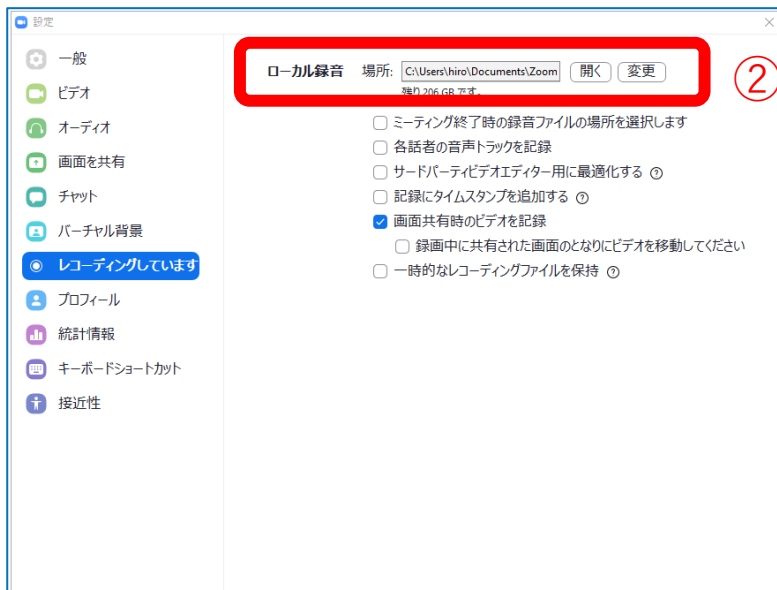 設定
一般
ビデオ
オーディオ
画面を共有
チャット
バーチャル背景
レコーディングしています
プロフィール
統計情報
キーボードショートカット
接近性
ローカル録音 場所: C:\Users\hiro\Documents\Zoom 開く 変更
残り 206 GB です。
②
ミーティング終了時の録音ファイルの場所を選択します
各話者の音声トラックを記録
サードパーティビデオエディター用に最適化する
記録にタイムスタンプを追加する
画面共有時のビデオを記録
録画中に共有された画面のとなりにビデオを移動してください
一時的なレコーディングファイルを保持